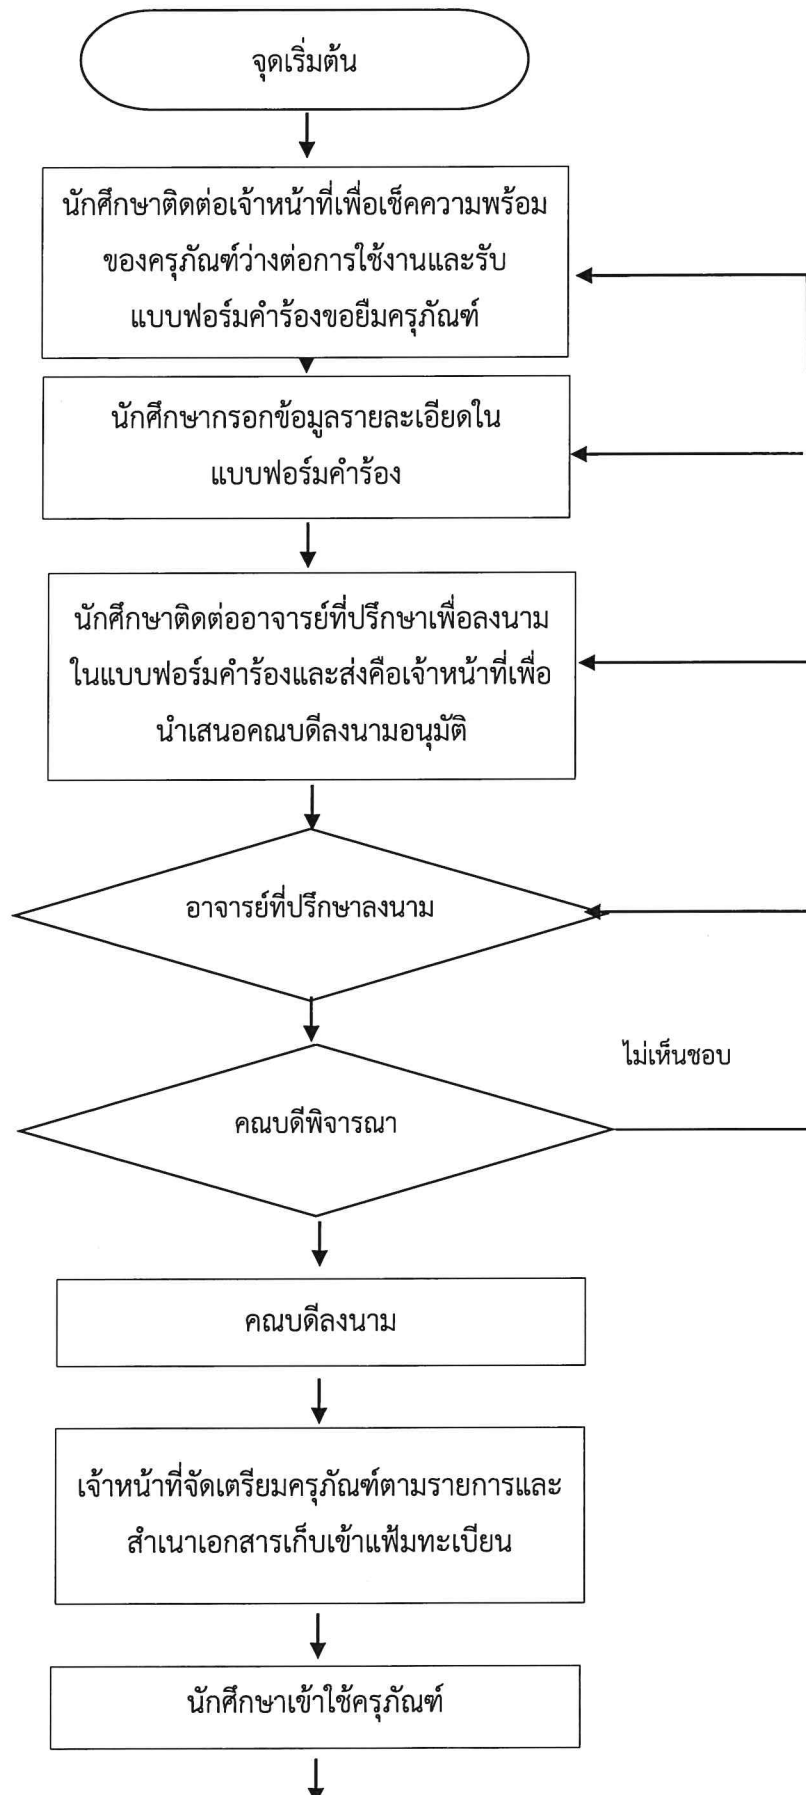 จุดเริ่มต้น
นักศึกษาติดต่อเจ้าหน้าที่เพื่อเช็คความพร้อม
ของครุภัณฑ์ว่างต่อการใช้งานและรับ
แบบฟอร์มคำร้องขอยืมครุภัณฑ์
นักศึกษากรอกข้อมูลรายละเอียดใน
แบบฟอร์มคำร้อง
นักศึกษาติดต่ออาจารย์ที่ปรึกษาเพื่อลงนาม
ในแบบฟอร์มคำร้องและส่งคือเจ้าหน้าที่เพื่อ
นำเสนอคณบดีลงนามอนุมัติ
อาจารย์ที่ปรึกษาลงนาม
ไม่เห็นชอบ
คณบดีพิจารณา
คณบดีลงนาม
เจ้าหน้าที่จัดเตรียมครุภัณฑ์ตามรายการและ
สำเนาเอกสารเก็บเข้าแฟ้มทะเบียน
นักศึกษาเข้าใช้ครุภัณฑ์